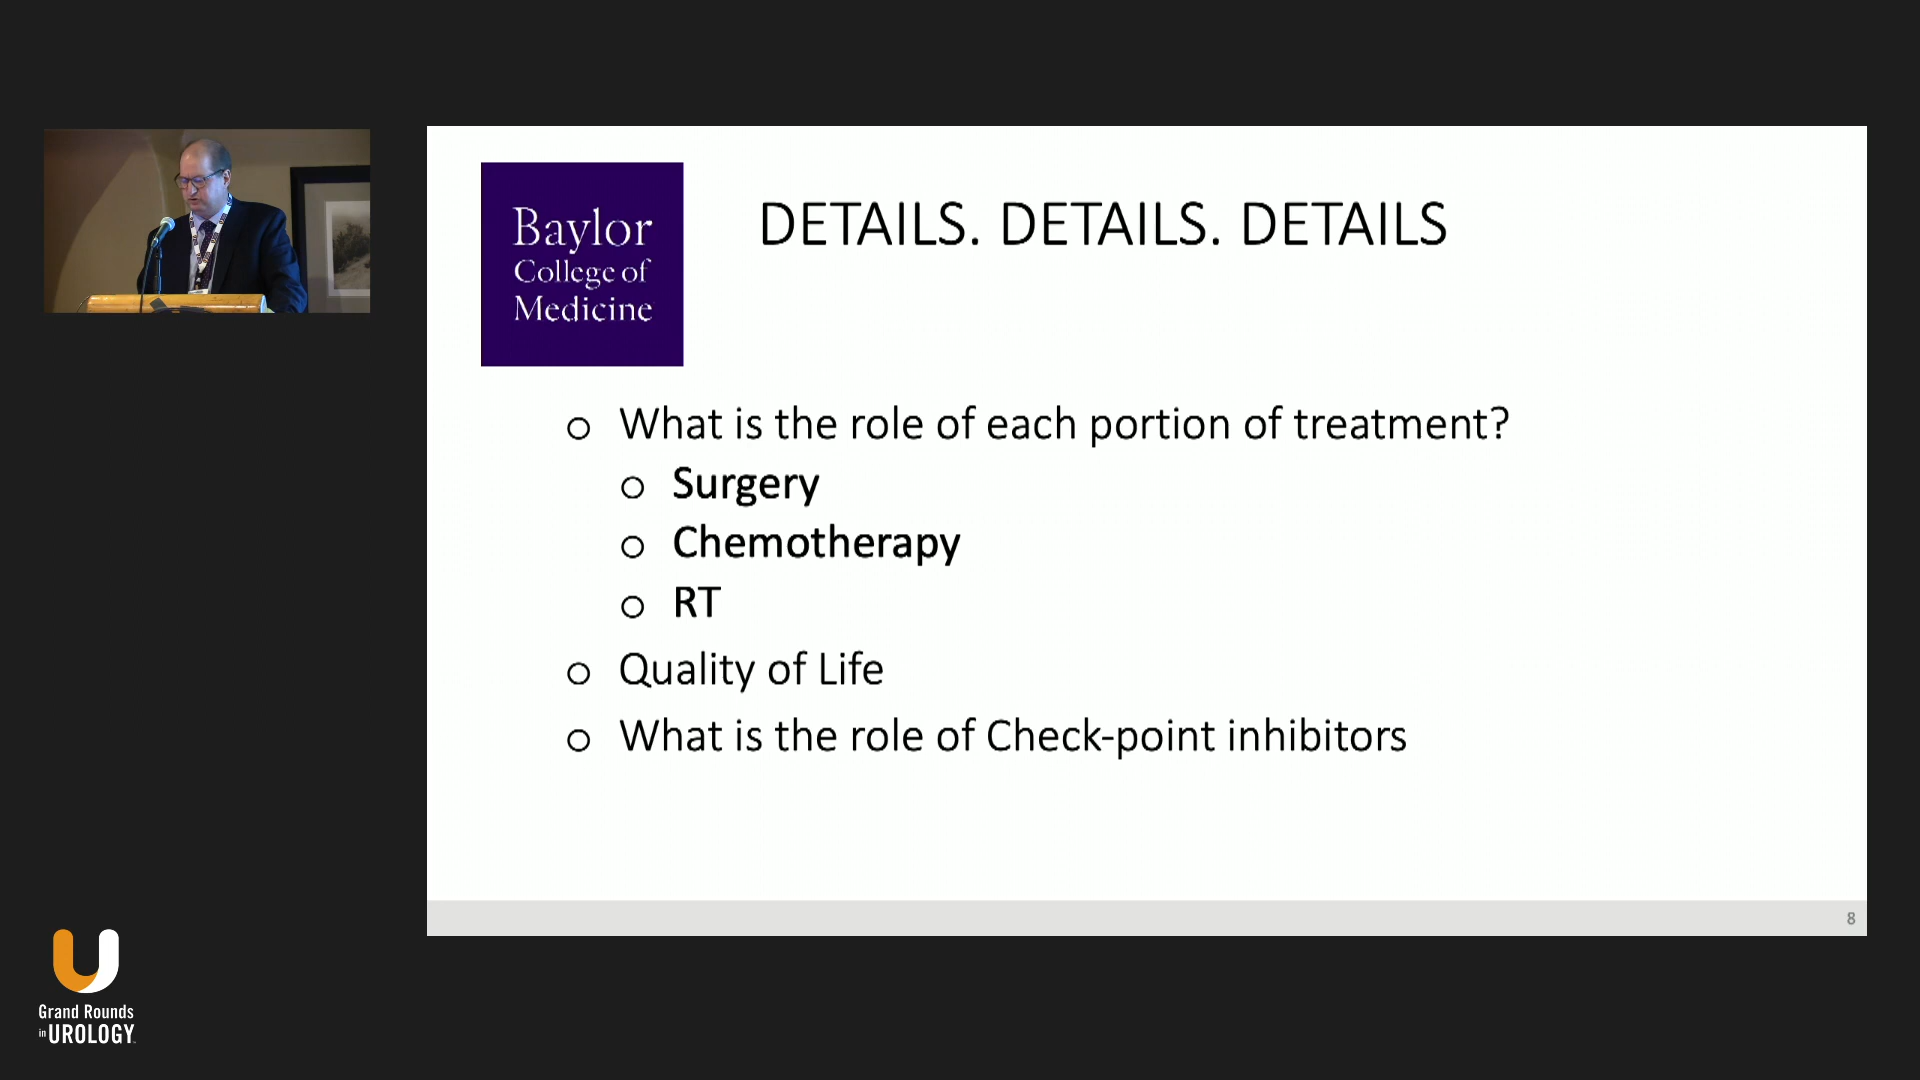 Baylor
College of
Medicine
DETAILS. DETAILS. DETAILS
o What is the role of each portion of treatment?
o Surgery
o Chemotherapy
o RT
o Quality of Life
o What is the role of Check-point inhibitors
8
Grand Rounds
in UROLOGY